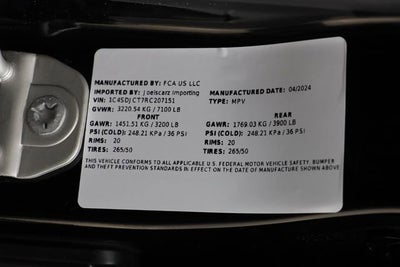 MANUFACTURED BY: FCA US LLC
IMPORTED BY: Joelscarz Importing MANUFACTURED DATE: 04/2024
VIN: 1C4SDJCT7RC207151 TYPE: MPV
GVWR: 3220.54 KG / 7100 LB
FRONT REAR
GAWR: 1451.51 KG / 3200 LB GAWR: 1769.03 KG / 3900 LB
PSI (COLD): 248.21 KPa / 36 PSI PSI (COLD): 248.21 KPa / 36 PSI
RIMS: 20 RIMS: 20
TIRES: 265/50 TIRES: 265/50
THIS VEHICLE CONFORMS TO ALL APPLICABLE U.S. FEDERAL MOTOR VEHICLE SAFETY, BUMPER
AND THEFT PREVENTION STANDARDS IN EFFECT ON THE DATE OF MANUFACTURE SHOWN ABOVE